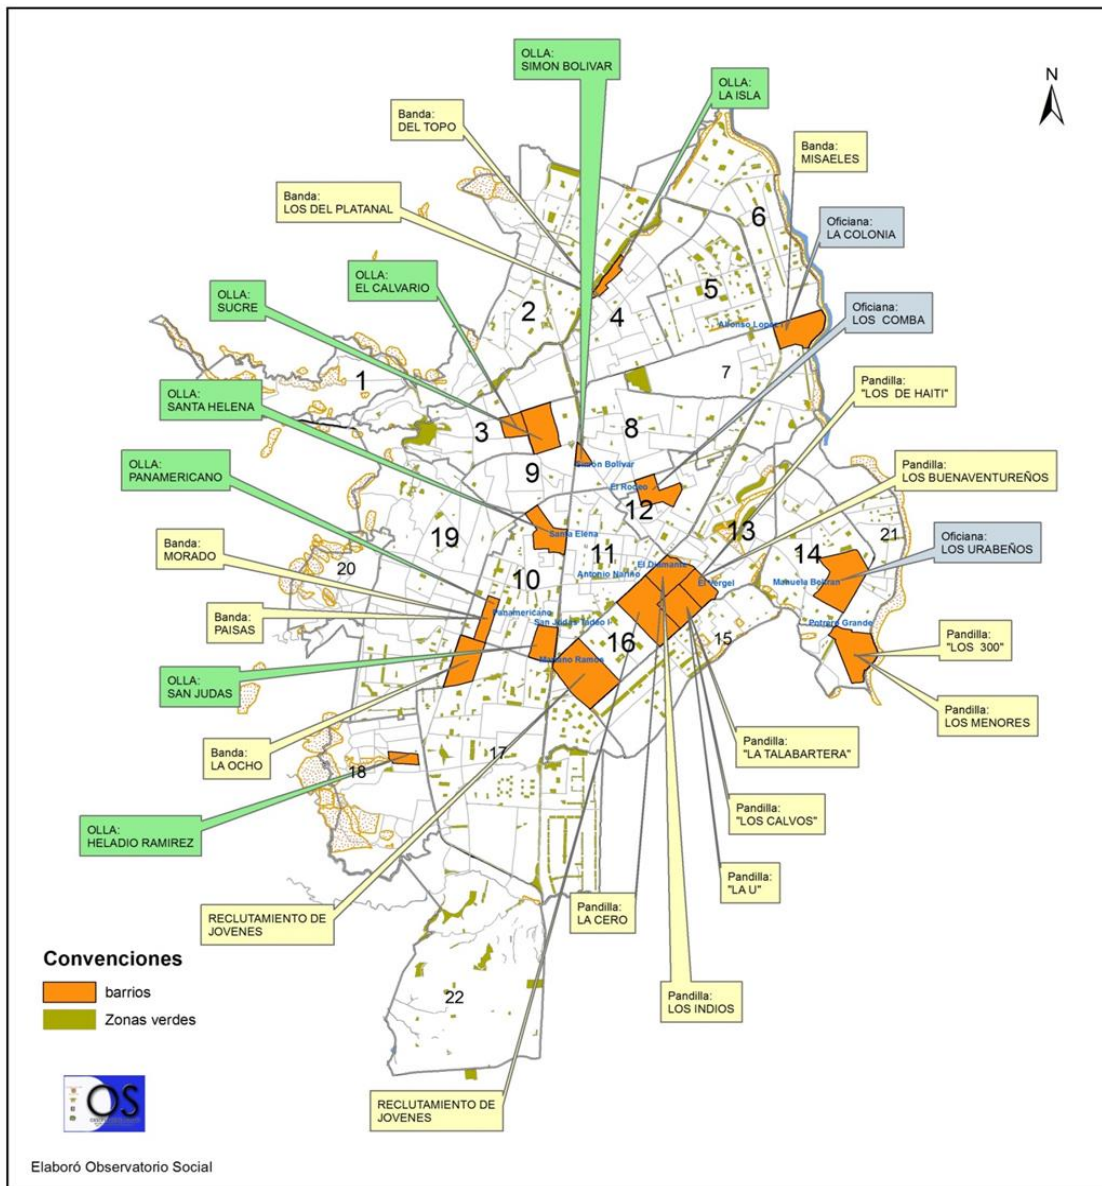 OLLA:
SIMON BOLIVAR
OLLA:
LA ISLA
N
Banda:
DEL TOPO
Banda:
MISAELES
Banda:
LOS DEL PLATANAL
Oficiana:
LA COLONIA
OLLA:
EL CALVARIO
OLLA:
SUCRE
Oficiana:
LOS COMBA
OLLA:
SANTA HELENA
Pandilla:
"LOS DE HAITI"
OLLA:
PANAMERICANO
Pandilla:
LOS BUENAVENTUREÑOS
Banda:
MORADO
Oficiana:
LOS URABEÑOS
Banda:
PAISAS
Pandilla:
"LOS 300"
OLLA:
SAN JUDAS
Pandilla:
LOS MENORES
Banda:
LA OCHO
Pandilla:
"LA TALABARTERA"
OLLA:
HELADIO RAMIREZ
Pandilla:
"LOS CALVOS"
Pandilla:
"LA U"
RECLUTAMIENTO DE
JOVENES
Pandilla:
LA CERO
Pandilla:
LOS INDIOS
RECLUTAMIENTO DE
JOVENES
6
5
2
4
Alfonso Lopez I
1
7
3
8
9
Simón Bolivar
El Rodeo
12
19
Santa Elena
13
20
11
El Diamante
14
21
10
Antonio Nariño
El Vergel
Manuela Beltran
Panamericano
San Judas Tadeo I
16
15
Potrero Grande
Mariano Ramos
17
18
22
Convenciones
barrios
Zonas verdes
OS
Elaboró Observatorio Social